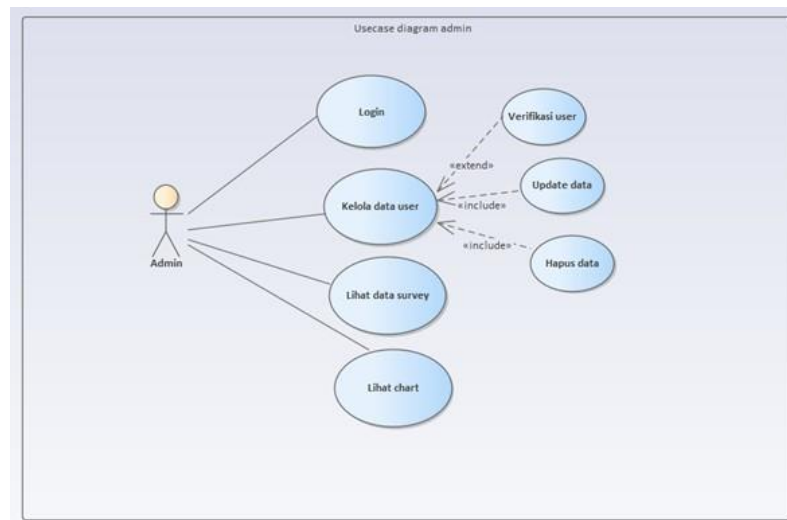 Usecase diagram admin
Login
Verifikasi user
«extend»
Update data
Kelola data user
«include»
«include»
Hapus data
Admin
Lihat data survey
Lihat chart